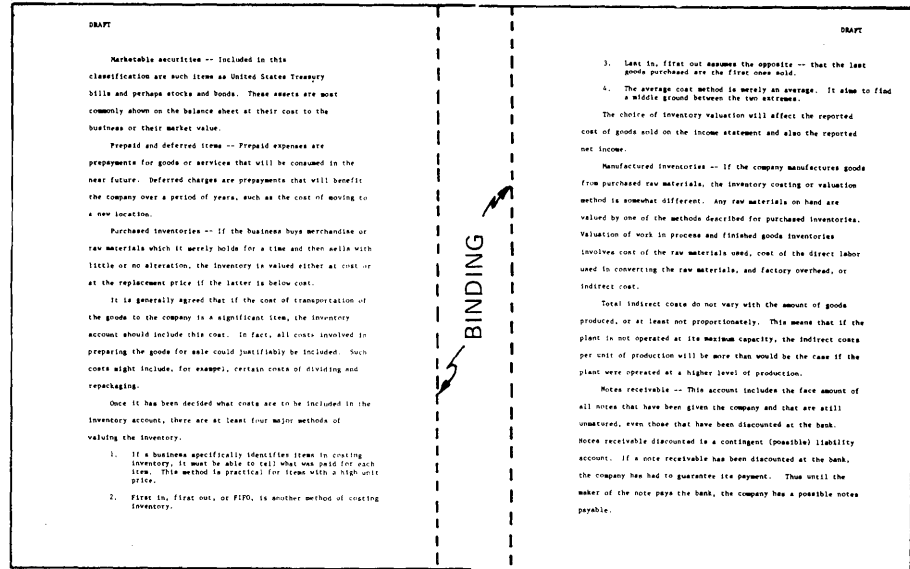 DRAFT
Marketable securities -- Included in this
classification are such items as United States Treasury
bills and perhaps stocks and bonds. These assets are most
commonly shown on the balance sheet at their cost to the
business or their market value.
Prepaid and deferred items -- Prepaid expenses are
prepayments for goods or services that will be consumed in the
near future. Deferred charges are prepayments that will benefit
the company over a period of years, such as the cost of moving to
a new location.
Purchased inventories -- If the business buys merchandise or
raw materials which it merely holds for a time and then sells with
little or no alteration, the inventory is valued either at cost or
at the replacement price if the latter is below cost.
It is generally agreed that if the cost of transportation of
the goods to the company is a significant item, the inventory
account should include this cost. In fact, all costs involved in
preparing the goods for sale could justifiably be included. Such
costs might include, for exampel, certain costs of dividing and
repackaging.
Once it has been decided what costs are to be included in the
inventory account, there are at least four major methods of
valuing the inventory.
1. If a business specifically identifies items in costing
inventory, it must be able to tell what was paid for each
item. This method is practical for items with a high unit
price.
2. First in, first out, or FIFO, is another method of costing
inventory.
BINDING
DRAFT
3. Last in, first out assumes the opposite -- that the last
goods purchased are the first ones sold.
4. The average cost method is merely an average. It aims to find
a middle ground between the two extremes.
The choice of inventory valuation will affect the reported
cost of goods sold on the income statement and also the reported
net income.
Manufactured inventories -- If the company manufactures goods
from purchased raw materials, the inventory costing or valuation
method is somewhat different. Any raw materials on hand are
valued by one of the methods described for purchased inventories.
Valuation of work in process and finished goods inventories
involves cost of the raw materials used, cost of the direct labor
used in converting the raw materials, and factory overhead, or
indirect cost.
Total indirect costs do not vary with the amount of goods
produced, or at least not proportionately. This means that if the
plant is not operated at its maximum capacity, the indirect costs
per unit of production will be more than would be the case if the
plant were operated at a higher level of production.
Notes receivable -- This account includes the face amount of
all notes that have been given the company and that are still
unmatured, even those that have been discounted at the bank.
Notes receivable discounted is a contingent (possible) liability
account. If a note receivable has been discounted at the bank,
the company has had to guarantee its payment. Thus until the
maker of the note pays the bank, the company has a possible notes
payable.